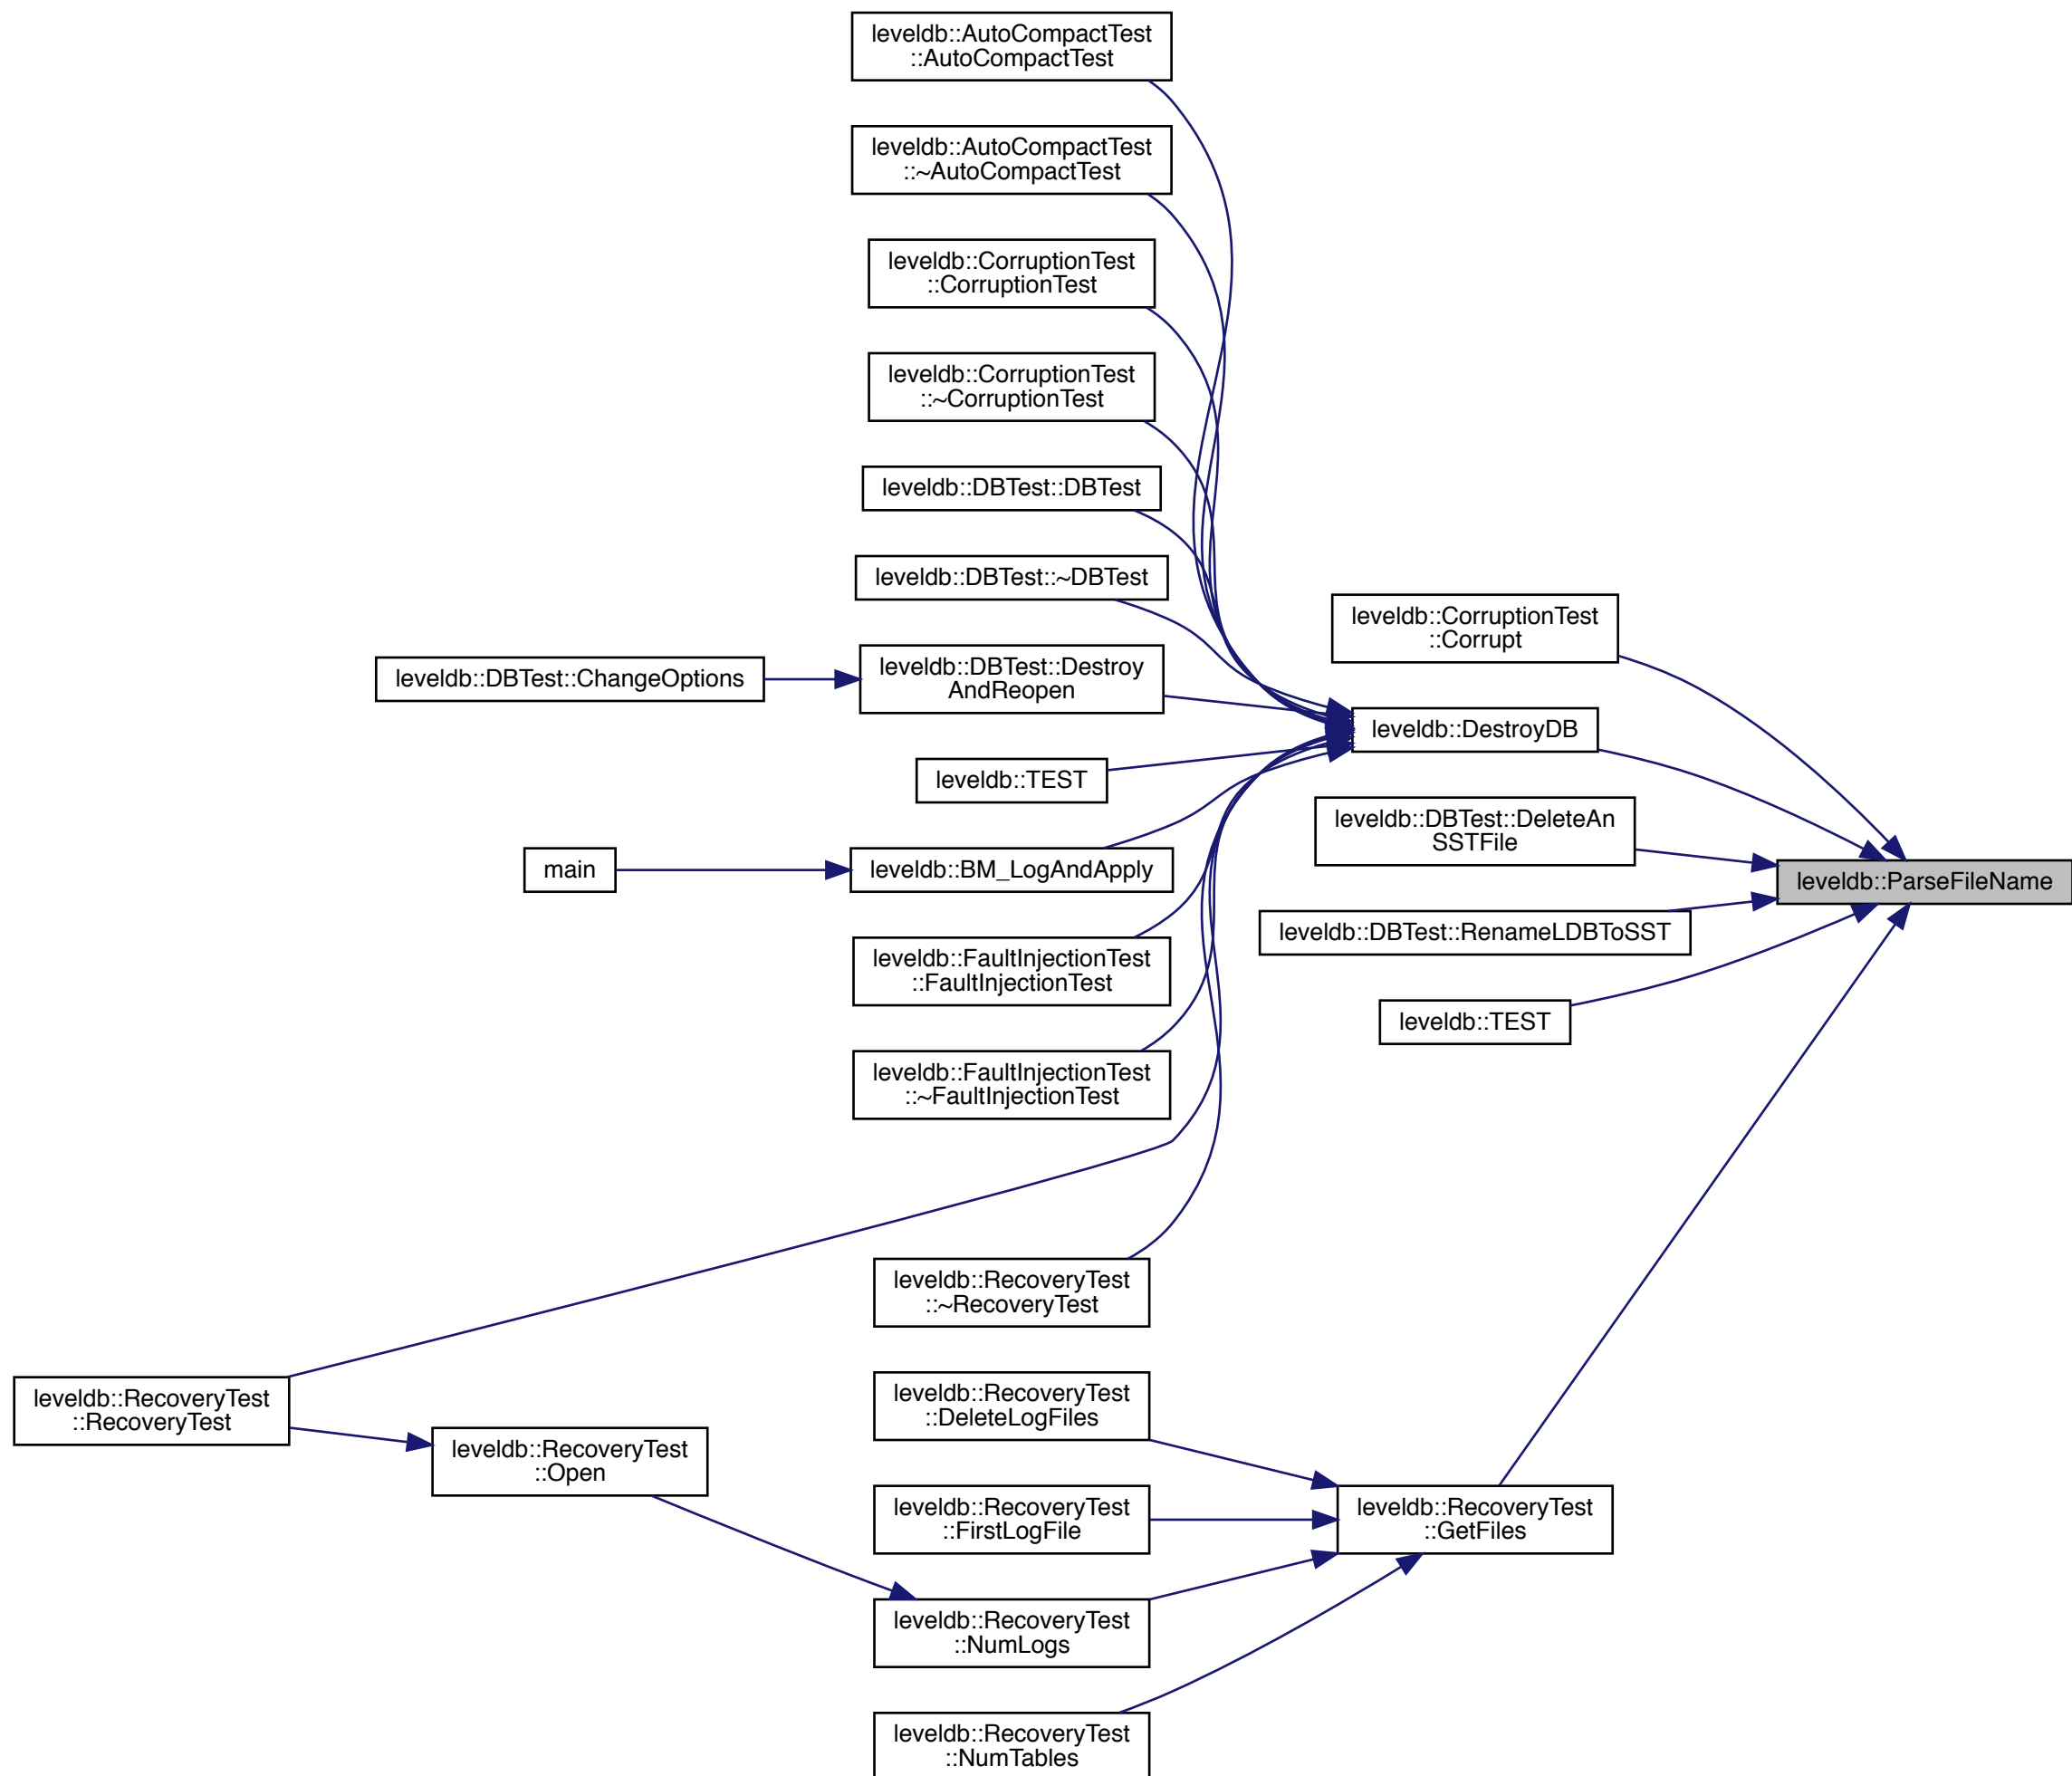 leveldb::AutoCompactTest
::AutoCompactTest
leveldb::AutoCompactTest
::~AutoCompactTest
leveldb::CorruptionTest
::CorruptionTest
leveldb::CorruptionTest
::~CorruptionTest
leveldb::DBTest::DBTest
leveldb::DBTest::~DBTest
leveldb::DBTest::ChangeOptions
leveldb::DBTest::Destroy
AndReopen
leveldb::TEST
main
leveldb::BM_LogAndApply
leveldb::FaultInjectionTest
::FaultInjectionTest
leveldb::FaultInjectionTest
::~FaultInjectionTest
leveldb::RecoveryTest
::~RecoveryTest
leveldb::RecoveryTest
::RecoveryTest
leveldb::RecoveryTest
::Open
leveldb::RecoveryTest
::DeleteLogFiles
leveldb::RecoveryTest
::FirstLogFile
leveldb::RecoveryTest
::NumLogs
leveldb::RecoveryTest
::NumTables
leveldb::CorruptionTest
::Corrupt
leveldb::DestroyDB
leveldb::DBTest::DeleteAn
SSTFile
leveldb::DBTest::RenameLDBToSST
leveldb::TEST
leveldb::RecoveryTest
::GetFiles
leveldb::ParseFileName